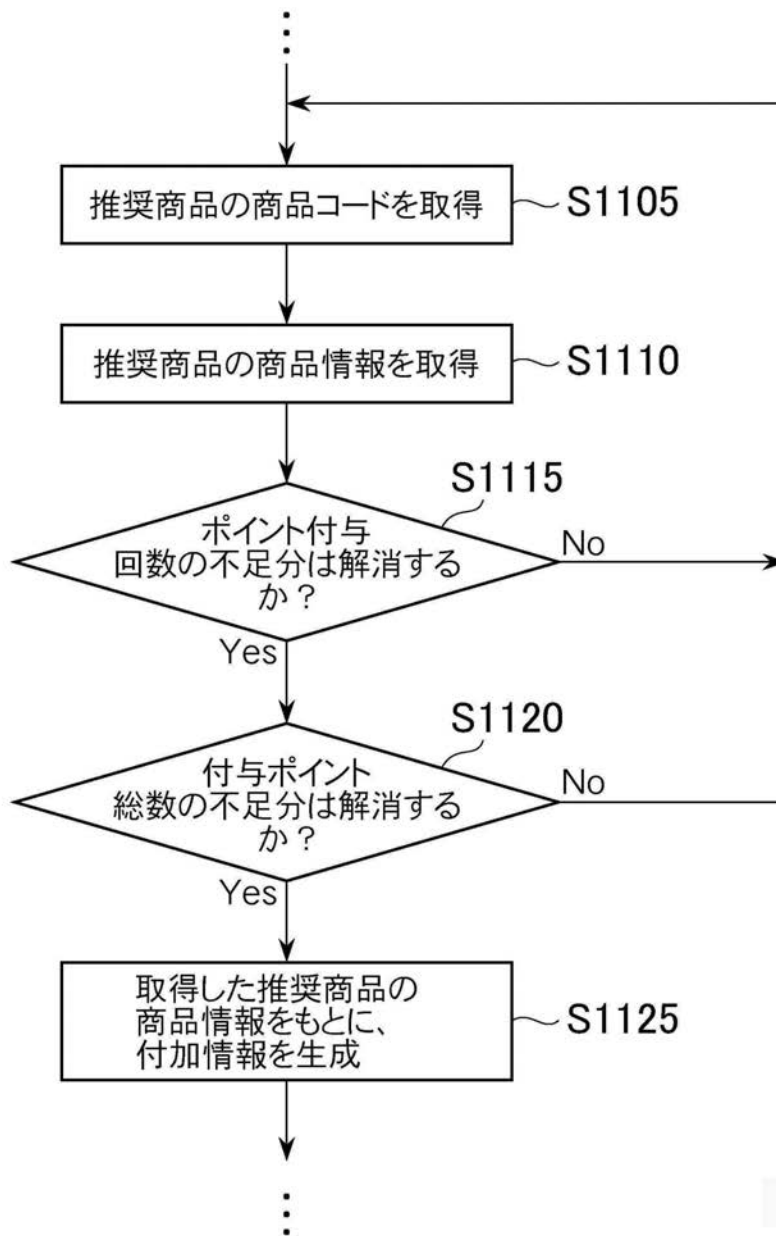 推奨商品の商品コードを取得
S1105
推奨商品の商品情報を取得
S1110
S1115
ポイント付与
回数の不足分は解消する
か？
No
Yes
S1120
付与ポイント
総数の不足分は解消する
か？
No
Yes
取得した推奨商品の
商品情報をもとに、
付加情報を生成
S1125